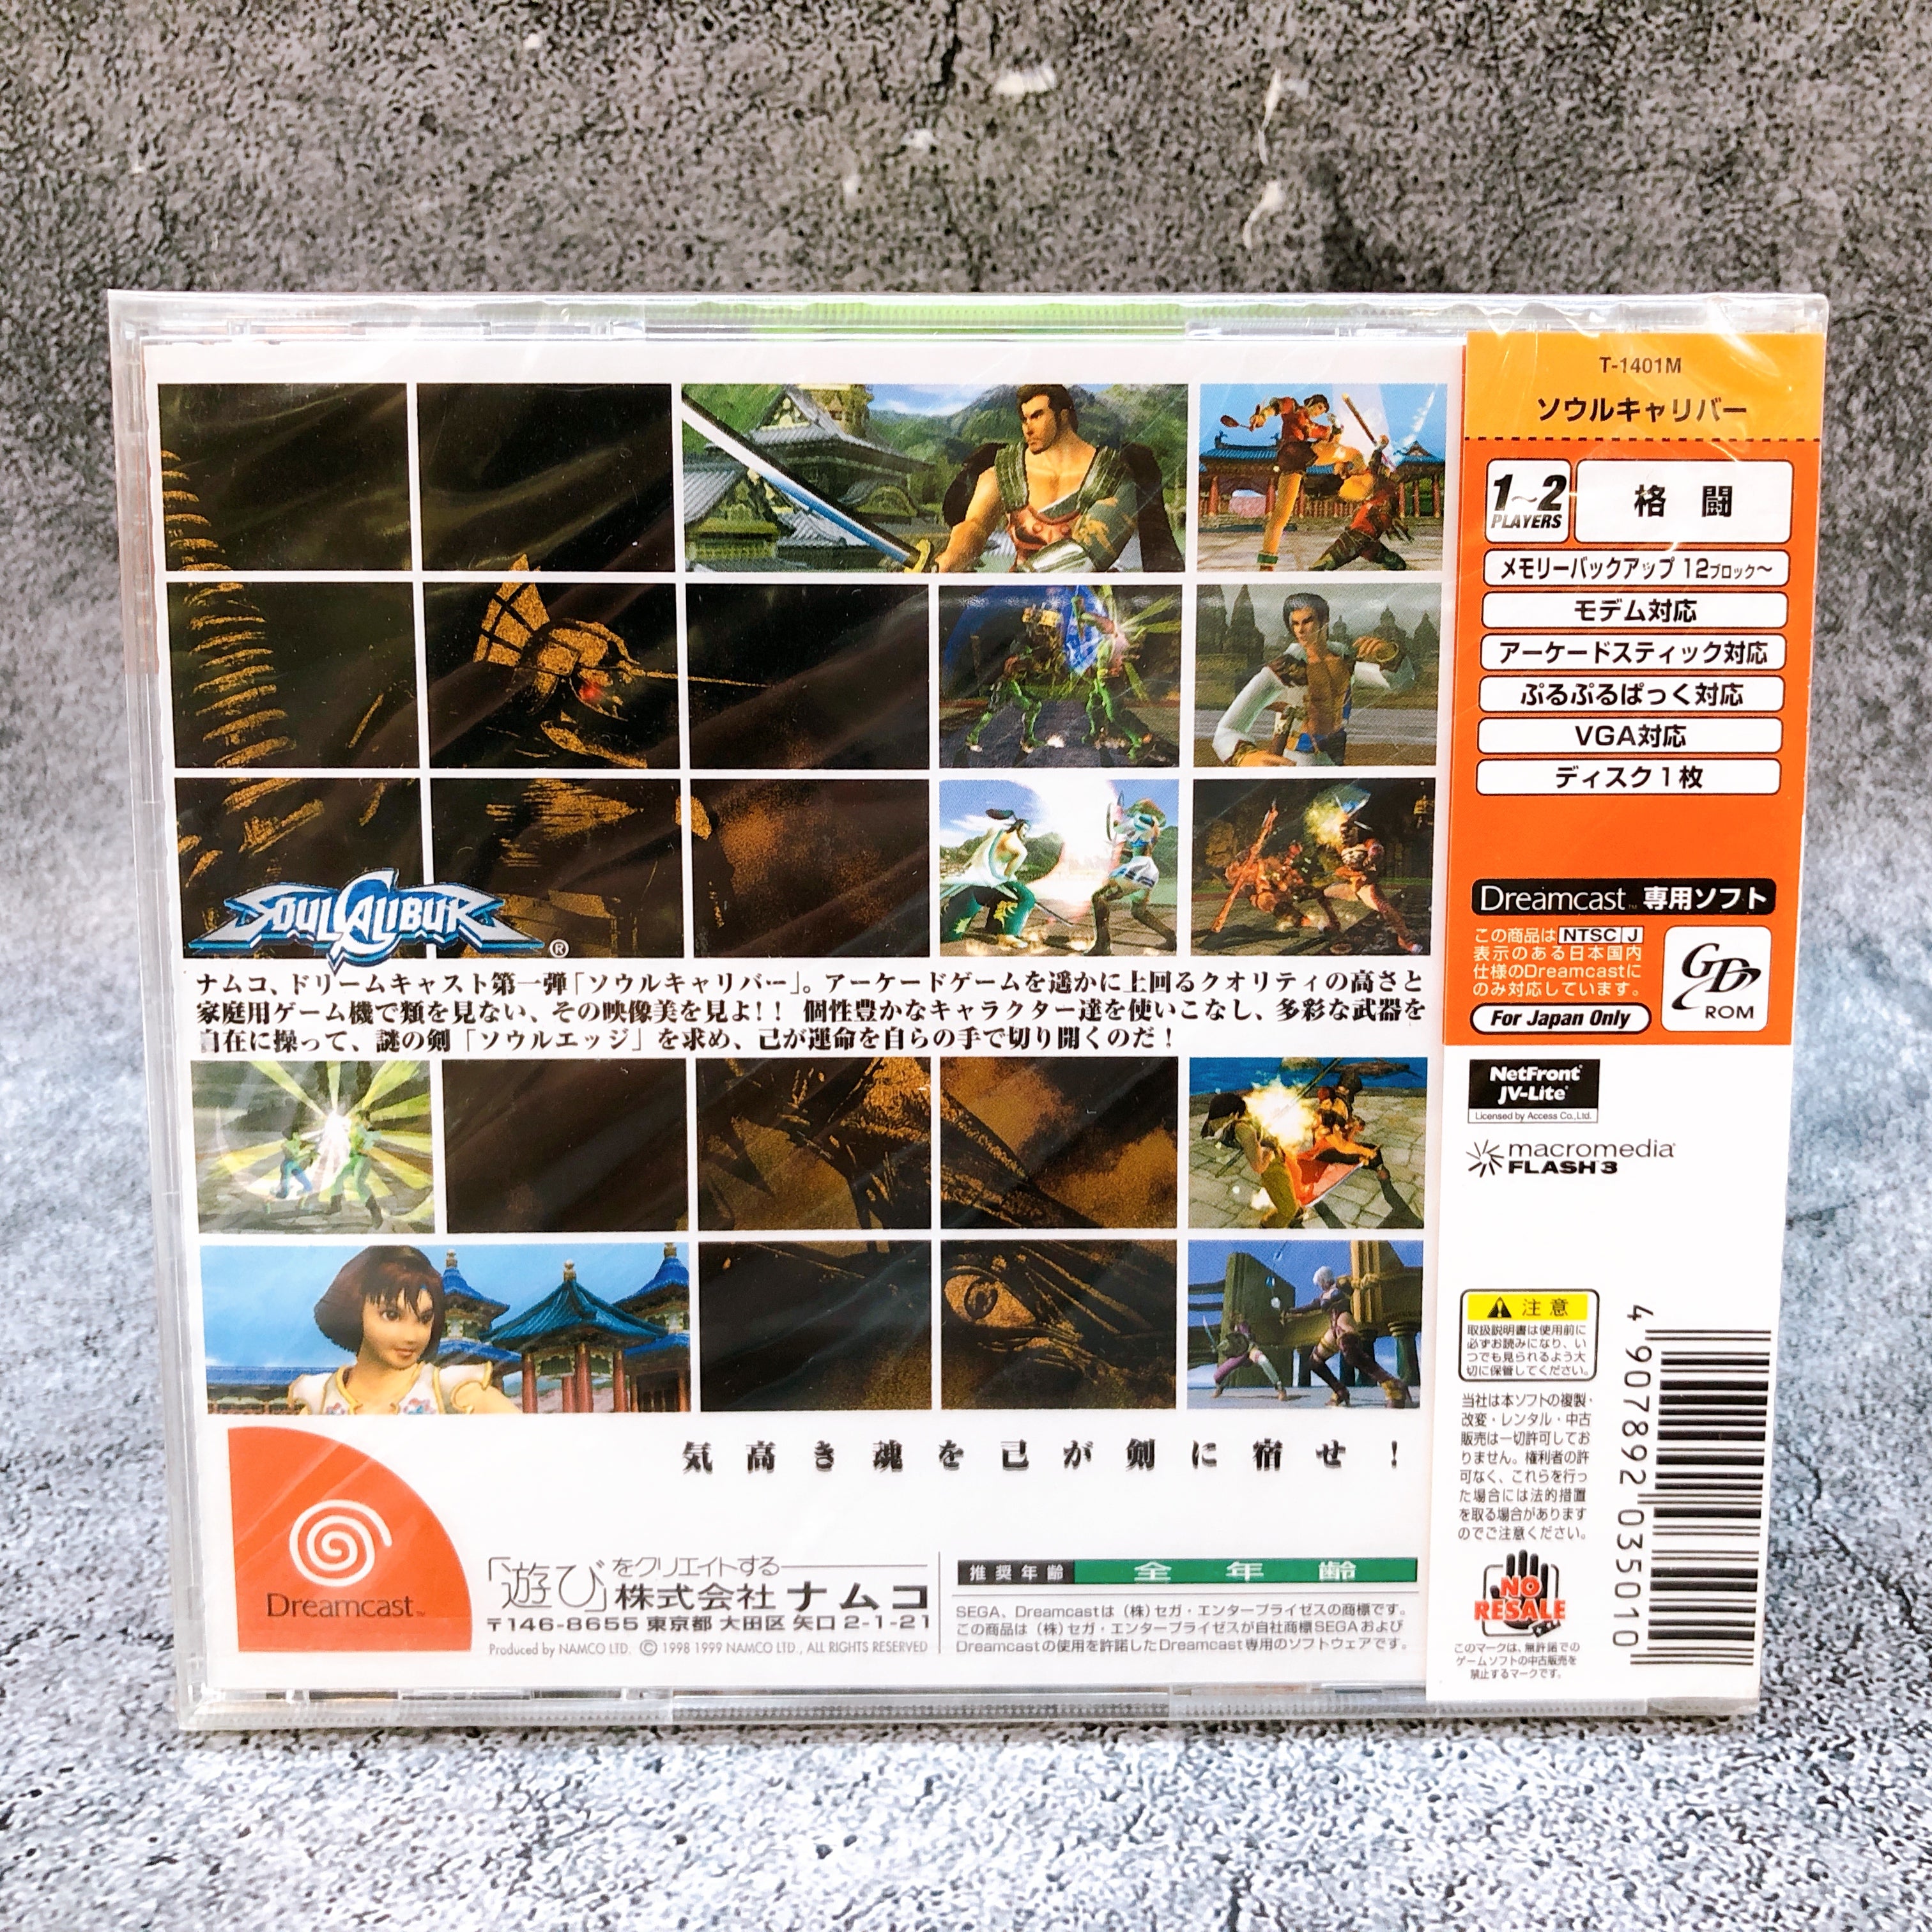 SOULCALIBUR®
ナムコ、ドリームキャスト第一弾「ソウルキャリバー」。アーケードゲームを遥かに上回るクオリティの高さと
家庭用ゲーム機で類を見ない、その映像美を見よ!! 個性豊かなキャラクター達を使いこなし、多彩な武器を
自在に操って、謎の剣「ソウルエッジ」を求め、己が運命を自らの手で切り開くのだ!
気高き魂を己が剣に宿せ!
Dreamcast™
「遊び」をクリエイトする
株式会社ナムコ
〒146-8655 東京都 大田区 矢口 2-1-21
Produced by NAMCO LTD. © 1998 1999 NAMCO LTD., ALL RIGHTS RESERVED
推奨年齢 全年齢
SEGA、Dreamcastは(株)セガ・エンタープライゼスの商標です。
この商品は(株)セガ・エンタープライゼスが自社商標SEGAおよび
Dreamcastの使用を許諾したDreamcast専用のソフトウェアです。
T-1401M
ソウルキャリバー
1~2 PLAYERS
格闘
メモリーバックアップ 12ブロック〜
モデム対応
アーケードスティック対応
ぷるぷるぱっく対応
VGA対応
ディスク1枚
Dreamcast™ 専用ソフト
この商品は NTSC J
表示のある日本国内
仕様のDreamcastに
のみ対応しています。
For Japan Only
GD ROM
NetFront®
JV-Lite®
Licensed by Access Co.,Ltd.
macromedia®
FLASH 3
注意
取扱説明書は使用前に
必ずお読みになり、い
つでも見られるよう大
切に保管してください。
当社は本ソフトの複製・
改変・レンタル・中古
販売は一切許可してお
りません。権利者の許
可なく、これらを行っ
た場合には法的措置
を取る場合があります
のでご注意ください。
NO
RESALE
このマークは、無許諾での
ゲームソフトの中古販売を
禁止するマークです。
4 907892 035010